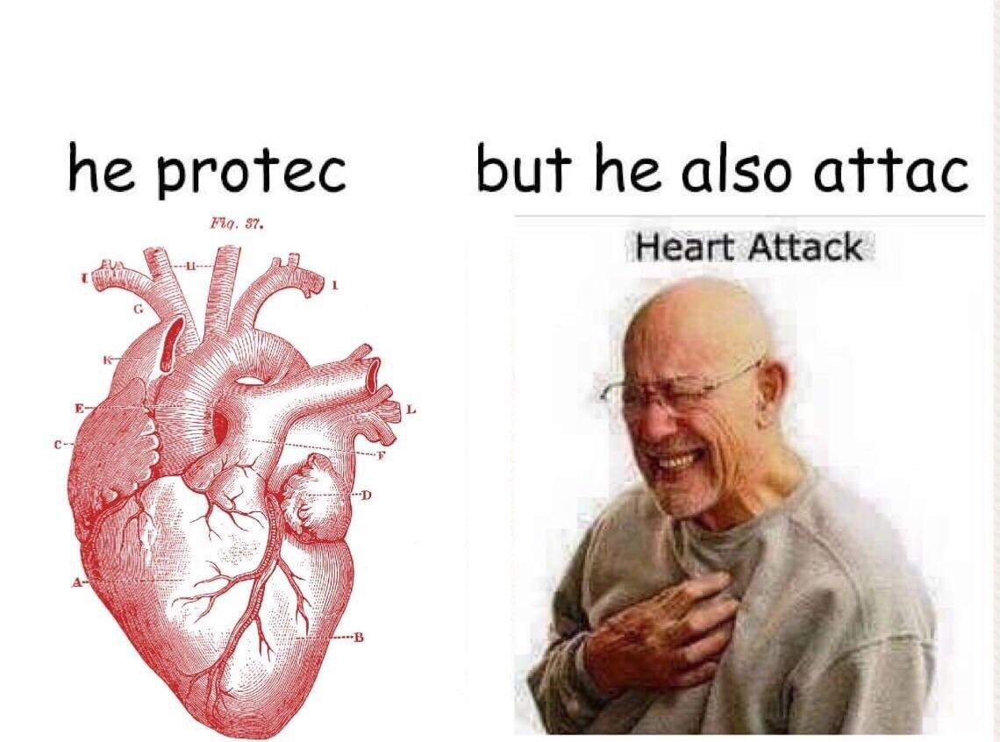 he protec
but he also attac
Fig. 37.
Heart Attack
I
H
I
G
K
E
L
C
F
D
A
B